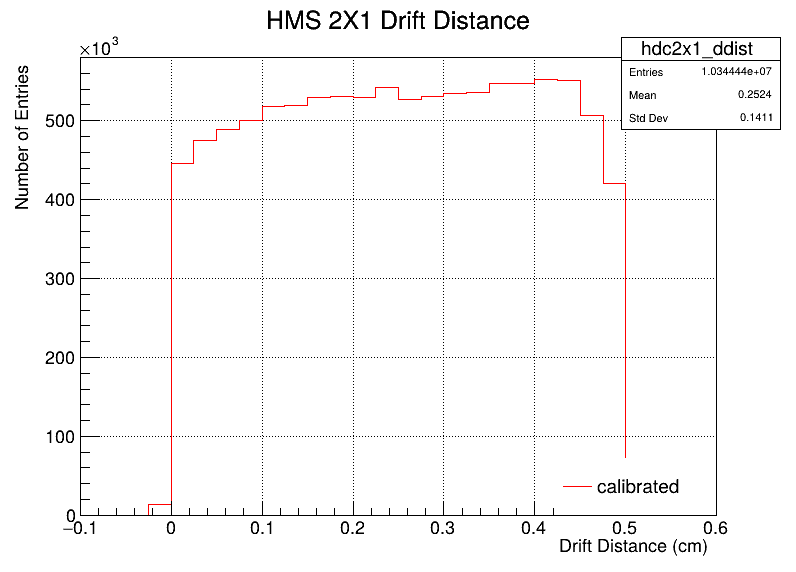 HMS 2X1 Drift Distance
×10³
hdc2x1_ddist
Entries 1.034444e+07
Mean 0.2524
Std Dev 0.1411
Number of Entries
500
400
300
200
100
0
−0.1 0 0.1 0.2 0.3 0.4 0.5 0.6
calibrated
Drift Distance (cm)